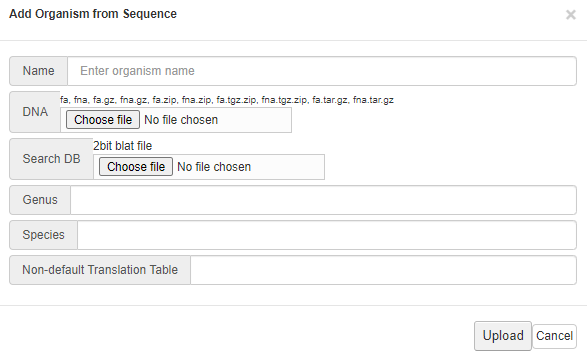 Add Organism from Sequence ×
Name Enter organism name
fa, fna, fa.gz, fna.gz, fa.zip, fna.zip, fa.tgz.zip, fna.tgz.zip, fa.tar.gz, fna.tar.gz
DNA Choose file No file chosen
2bit blat file
Search DB Choose file No file chosen
Genus
Species
Non-default Translation Table
Upload Cancel